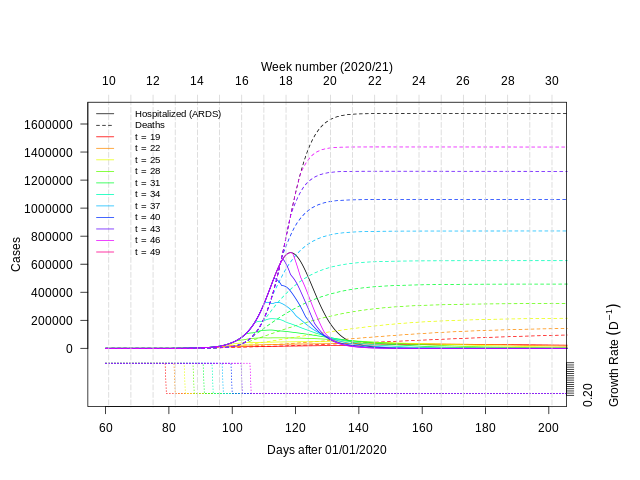 Week number (2020/21)
10 12 14 16 18 20 22 24 26 28 30
Hospitalized (ARDS)
Deaths
t = 19
t = 22
t = 25
t = 28
t = 31
t = 34
t = 37
t = 40
t = 43
t = 46
t = 49
1600000
1400000
1200000
1000000
800000
600000
400000
200000
0
Cases
60 80 100 120 140 160 180 200
Days after 01/01/2020
0.20
Growth Rate (D⁻¹)